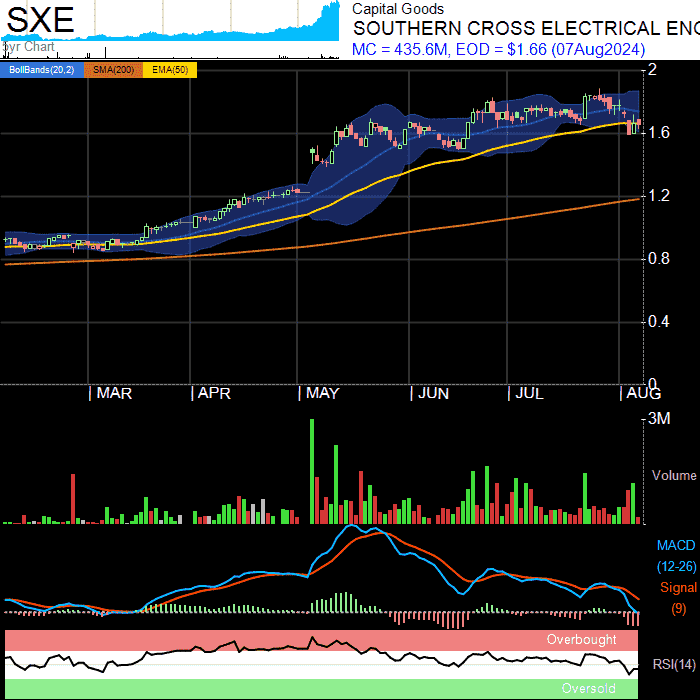 SXE
5yr Chart
Capital Goods
SOUTHERN CROSS ELECTRICAL ENG
MC = 435.6M, EOD = $1.66 (07Aug2024)
BollBands(20,2) SMA(200) EMA(50)
2
1.6
1.2
0.8
0.4
0
MAR APR MAY JUN JUL AUG
3M
Volume
MACD
(12-26)
Signal
(9)
Overbought
RSI(14)
Oversold